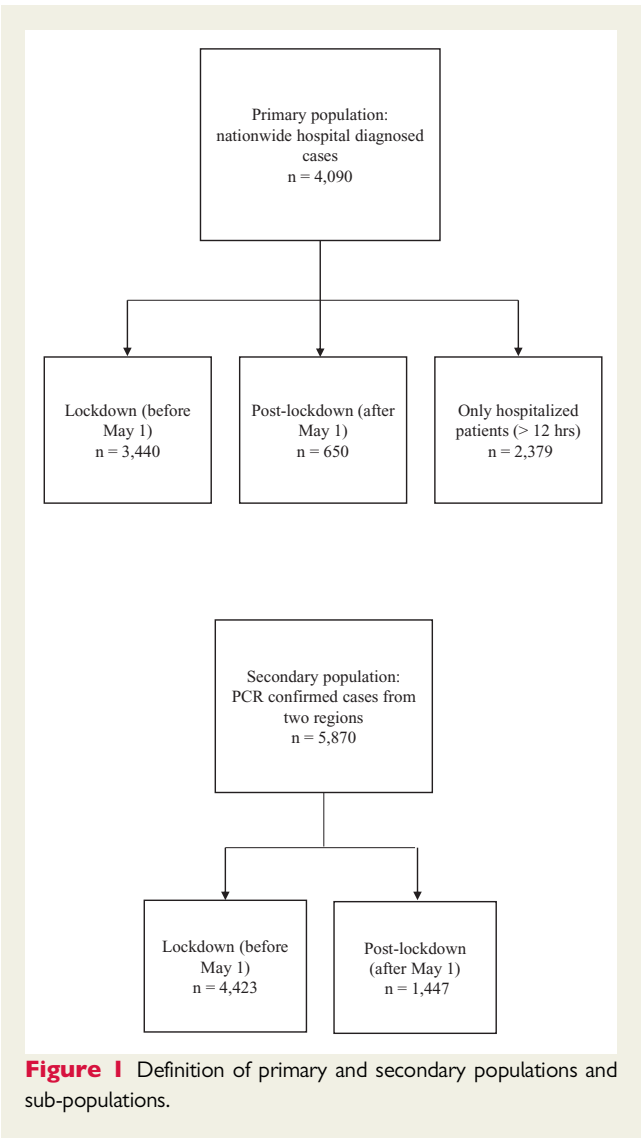 Primary population:
nationwide hospital diagnosed
cases
n = 4,090
Lockdown (before
May 1)
n = 3,440
Post-lockdown (after
May 1)
n = 650
Only hospitalized
patients (> 12 hrs)
n = 2,379
Secondary population:
PCR confirmed cases from
two regions
n = 5,870
Lockdown (before
May 1)
n = 4,423
Post-lockdown
(after May 1)
n = 1,447
Figure 1 Definition of primary and secondary populations and
sub-populations.